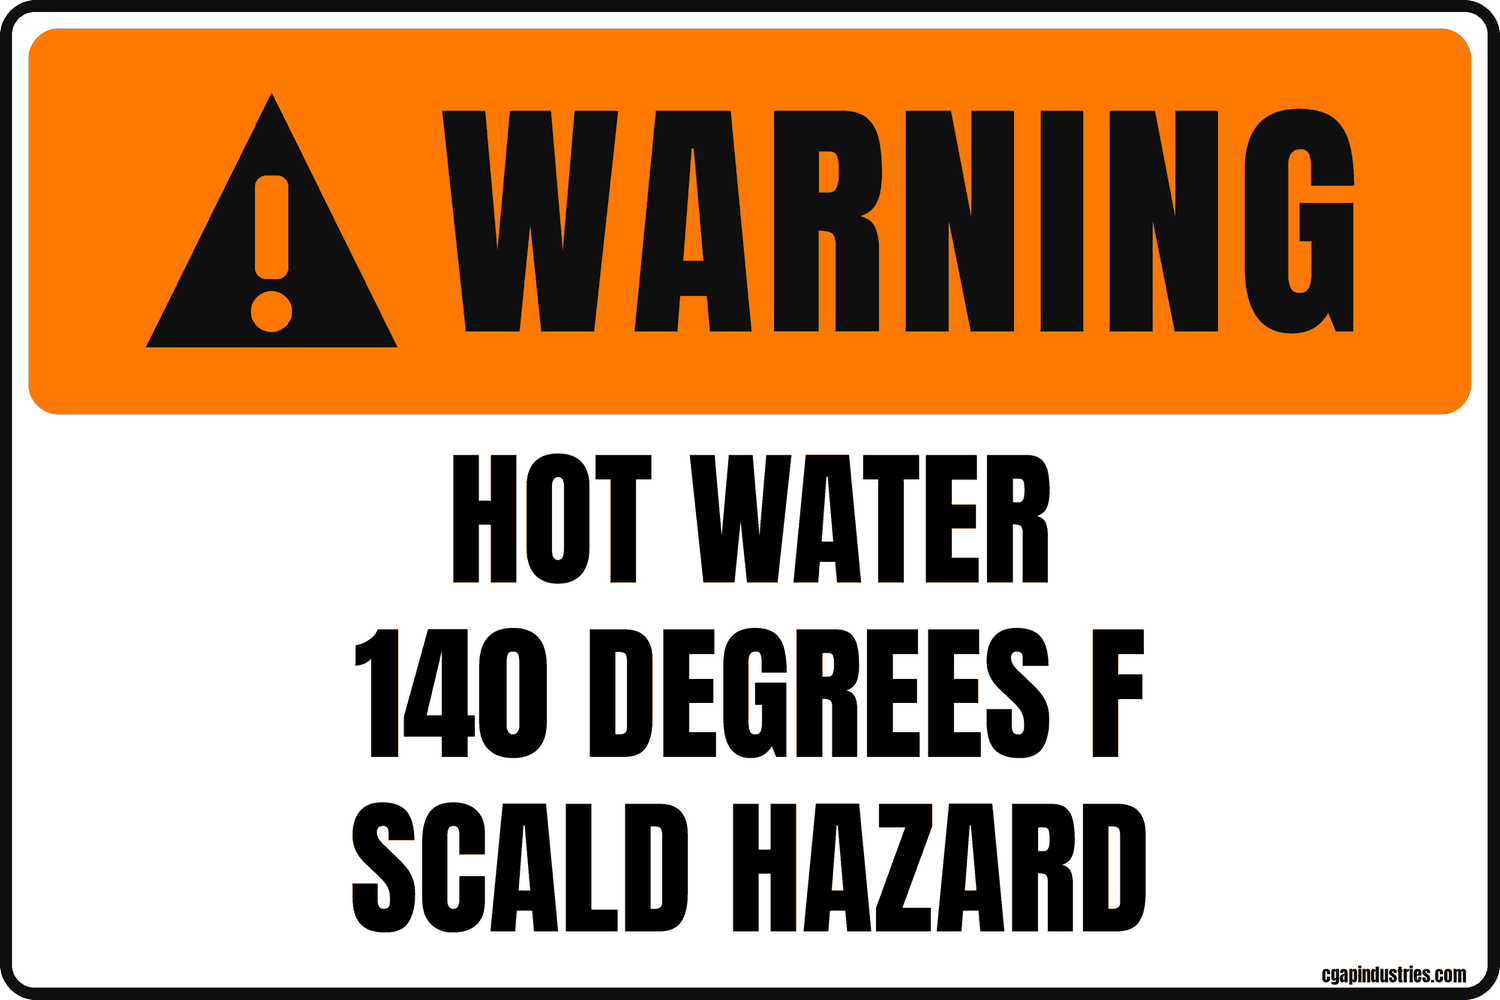 WARNING
HOT WATER
140 DEGREES F
SCALD HAZARD
cgapindustries.com